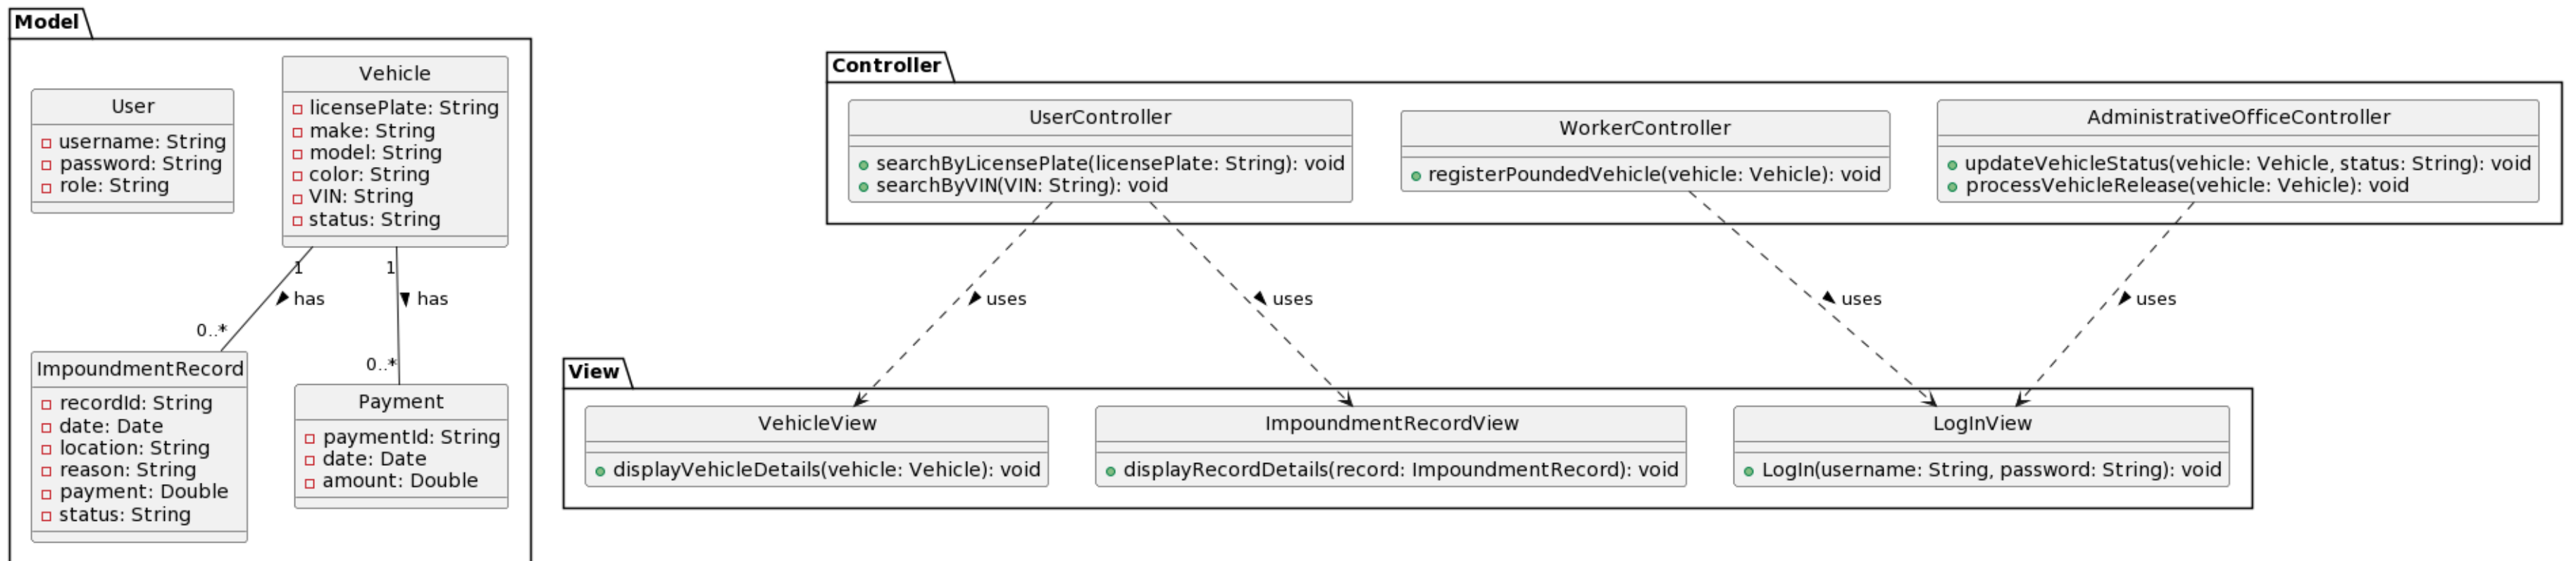 Model
User
username: String
password: String
role: String
Vehicle
licensePlate: String
make: String
model: String
color: String
VIN: String
status: String
1
has
0..*
1
has
0..*
ImpoundmentRecord
recordId: String
date: Date
location: String
reason: String
payment: Double
status: String
Payment
paymentId: String
date: Date
amount: Double
Controller
UserController
searchByLicensePlate(licensePlate: String): void
searchByVIN(VIN: String): void
WorkerController
registerPoundedVehicle(vehicle: Vehicle): void
AdministrativeOfficeController
updateVehicleStatus(vehicle: Vehicle, status: String): void
processVehicleRelease(vehicle: Vehicle): void
uses
uses
uses
uses
View
VehicleView
displayVehicleDetails(vehicle: Vehicle): void
ImpoundmentRecordView
displayRecordDetails(record: ImpoundmentRecord): void
LogInView
LogIn(username: String, password: String): void